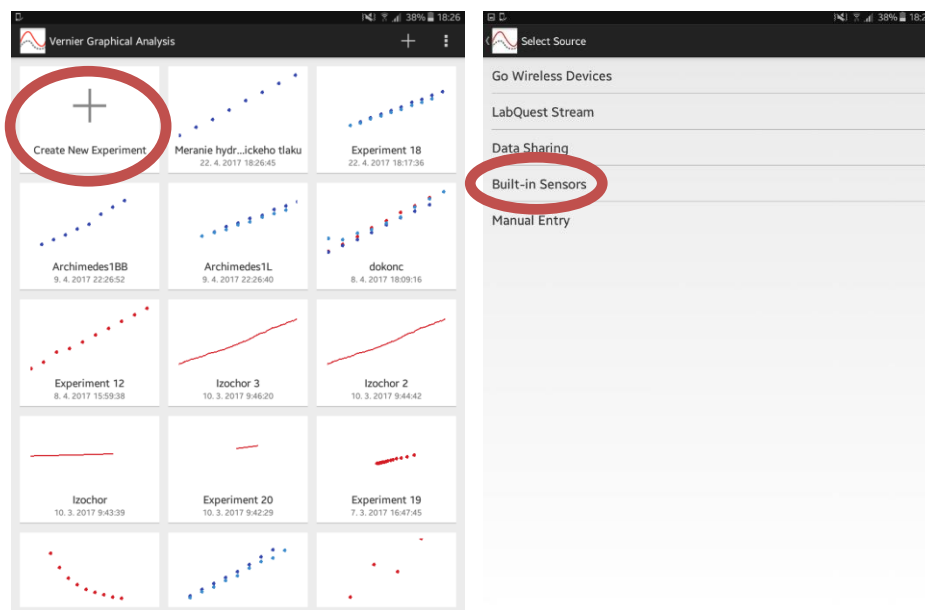 38% 18:26
Vernier Graphical Analysis
Create New Experiment
Meranie hydr...ickeho tlaku
22. 4. 2017 18:26:45
Experiment 18
22. 4. 2017 18:17:36
Archimedes1BB
9. 4. 2017 22:26:52
Archimedes1L
9. 4. 2017 22:26:40
dokonc
8. 4. 2017 18:09:16
Experiment 12
8. 4. 2017 15:59:38
Izochor 3
10. 3. 2017 9:46:20
Izochor 2
10. 3. 2017 9:44:42
Izochor
10. 3. 2017 9:43:39
Experiment 20
10. 3. 2017 9:42:29
Experiment 19
7. 3. 2017 16:47:45
38%
Select Source
Go Wireless Devices
LabQuest Stream
Data Sharing
Built-in Sensors
Manual Entry